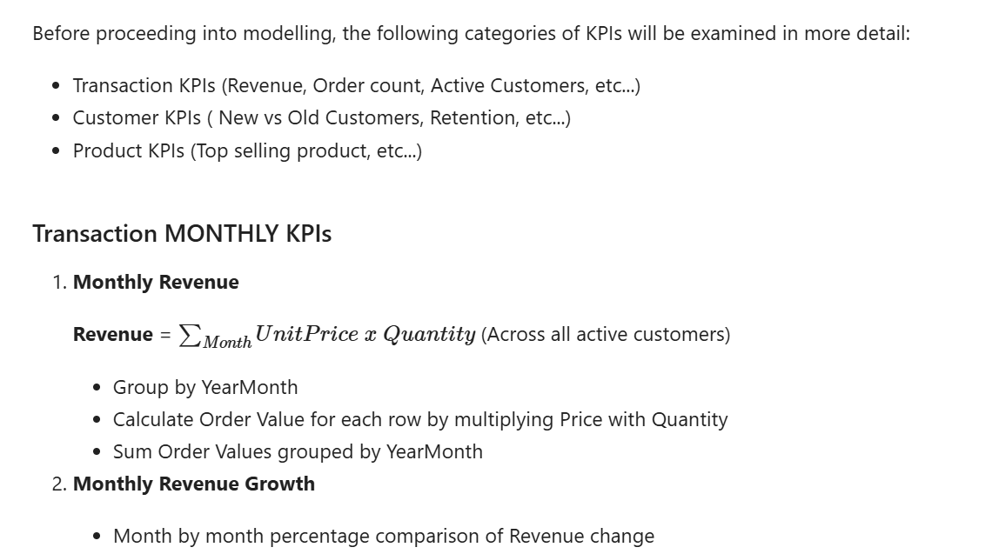 Before proceeding into modelling, the following categories of KPIs will be examined in more detail:
• Transaction KPIs (Revenue, Order count, Active Customers, etc...)
• Customer KPIs ( New vs Old Customers, Retention, etc...)
• Product KPIs (Top selling product, etc...)
Transaction MONTHLY KPIs
1. Monthly Revenue
Revenue = ∑Month UnitPrice x Quantity (Across all active customers)
• Group by YearMonth
• Calculate Order Value for each row by multiplying Price with Quantity
• Sum Order Values grouped by YearMonth
2. Monthly Revenue Growth
• Month by month percentage comparison of Revenue change